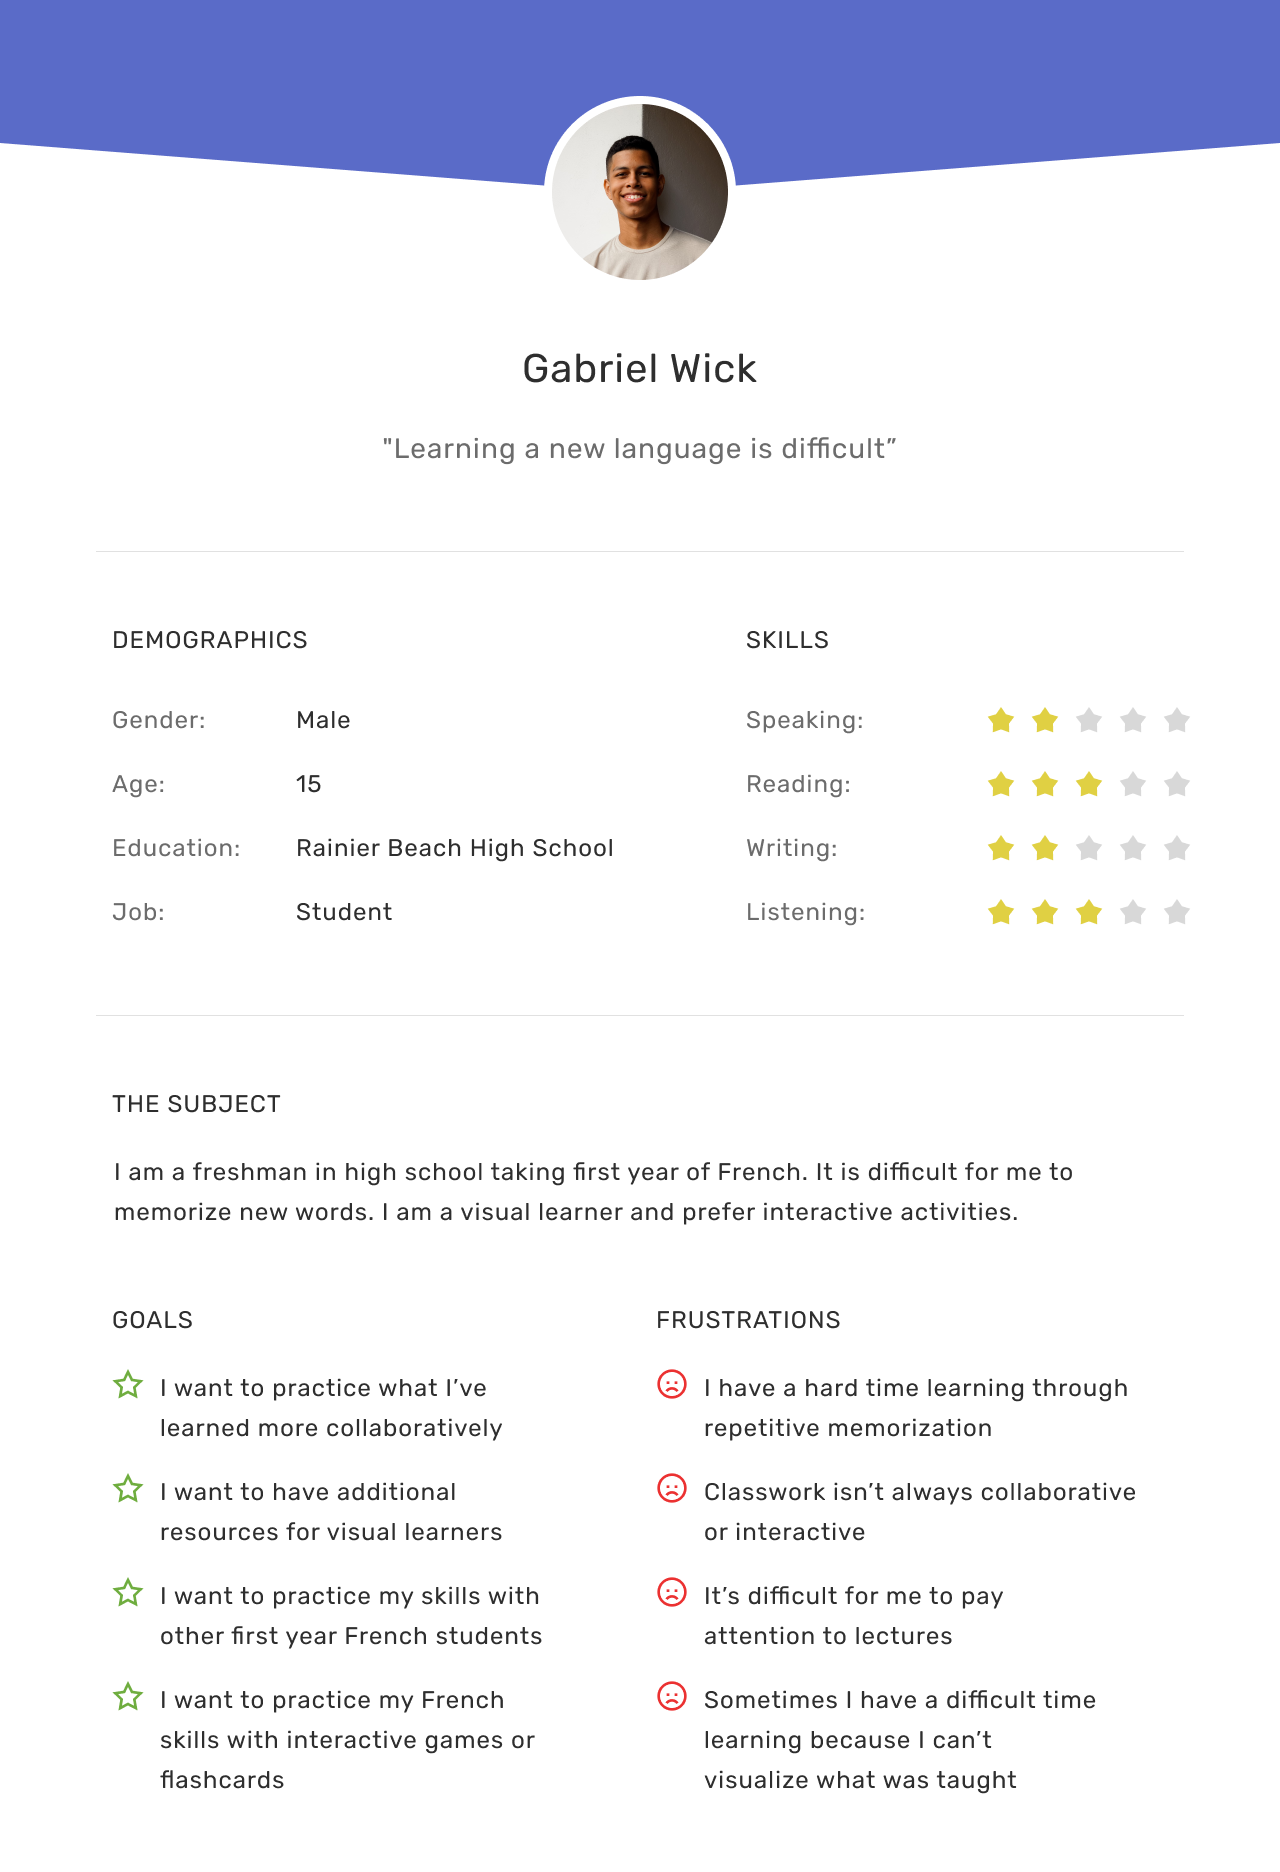 Gabriel Wick
"Learning a new language is difficult”
DEMOGRAPHICS
Gender: Male
Age: 15
Education: Rainier Beach High School
Job: Student
SKILLS
Speaking:
Reading:
Writing:
Listening:
THE SUBJECT
I am a freshman in high school taking first year of French. It is difficult for me to
memorize new words. I am a visual learner and prefer interactive activities.
GOALS
I want to practice what I’ve
learned more collaboratively
I want to have additional
resources for visual learners
I want to practice my skills with
other first year French students
I want to practice my French
skills with interactive games or
flashcards
FRUSTRATIONS
I have a hard time learning through
repetitive memorization
Classwork isn’t always collaborative
or interactive
It’s difficult for me to pay
attention to lectures
Sometimes I have a difficult time
learning because I can’t
visualize what was taught